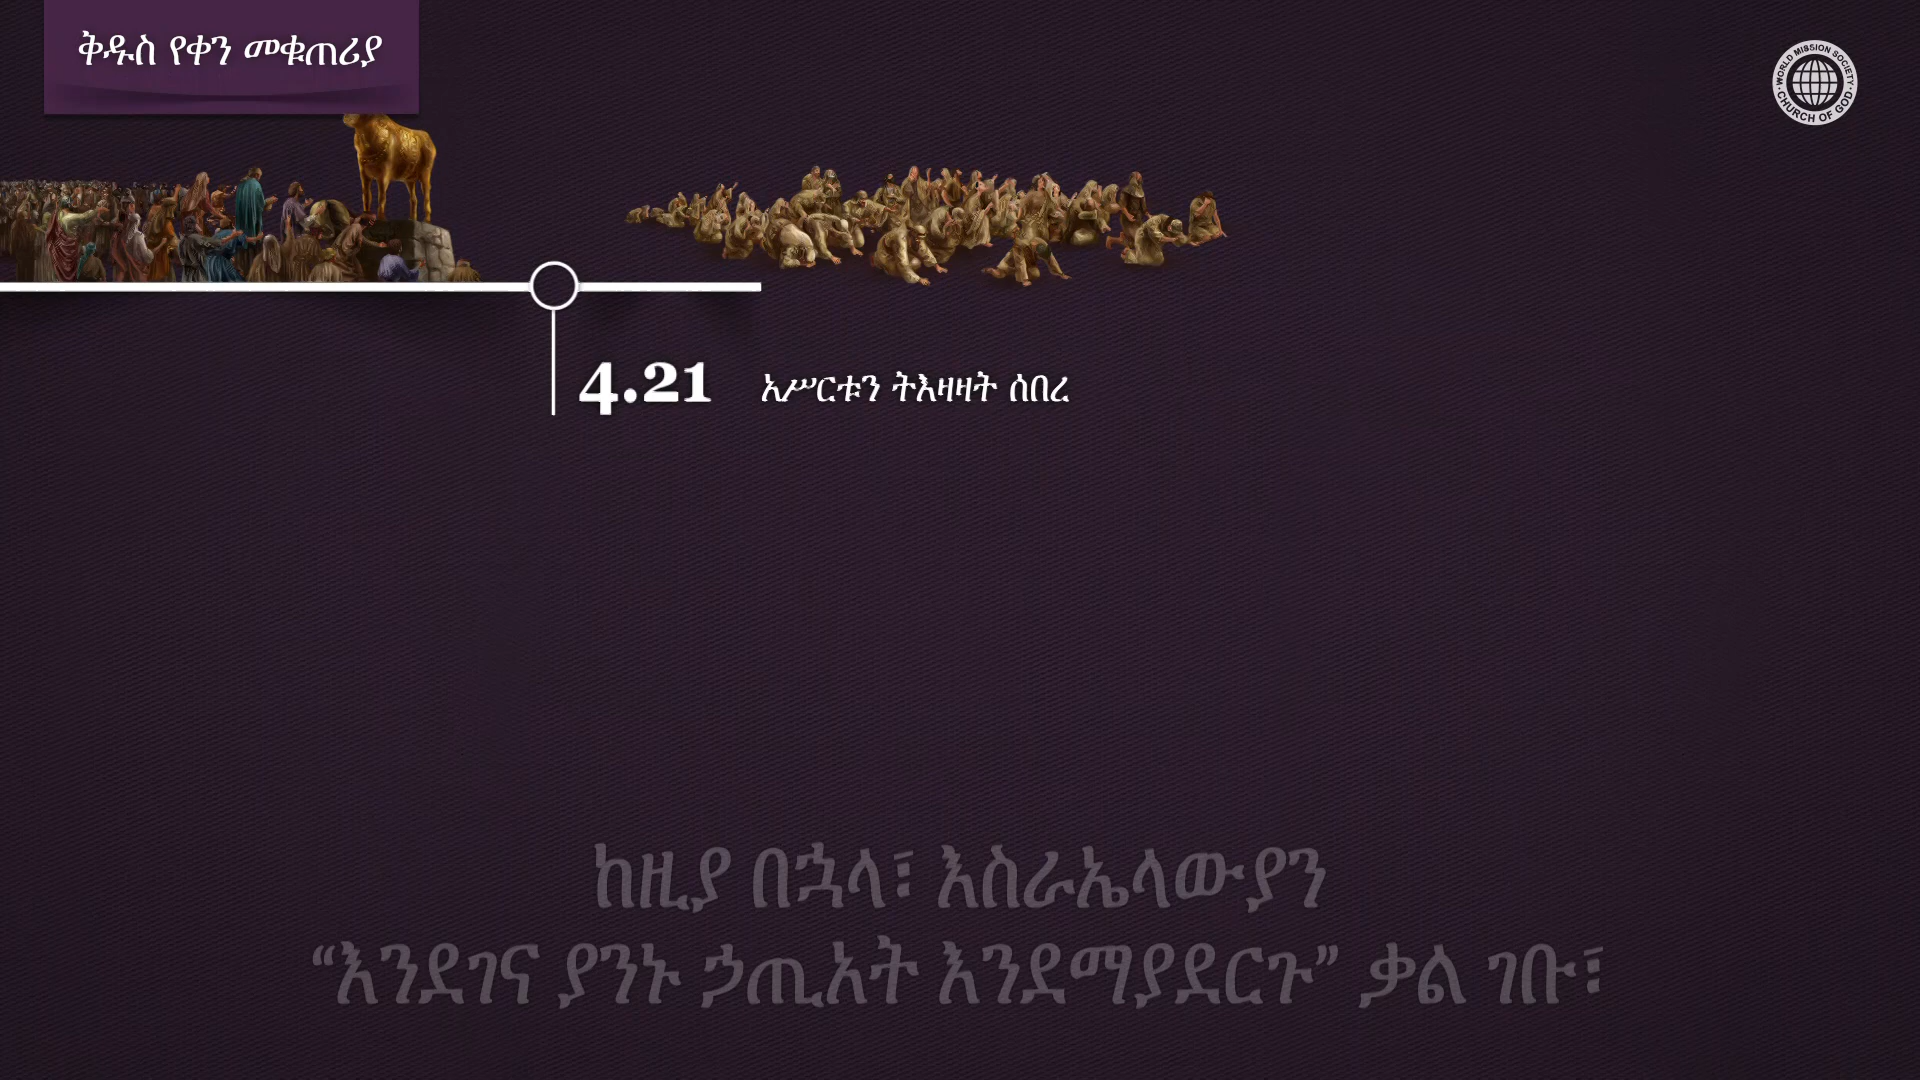 ቅዱስ የቀን መቁጠሪያ
WORLD MISSION SOCIETY
CHURCH OF GOD
4.21 አሥርቱን ትእዛዛት ሰበረ
ከዚያ በኋላ፣ እስራኤላውያን
“እንደገና ያንኑ ኃጢአት እንደማያደርጉ” ቃል ገቡ፣